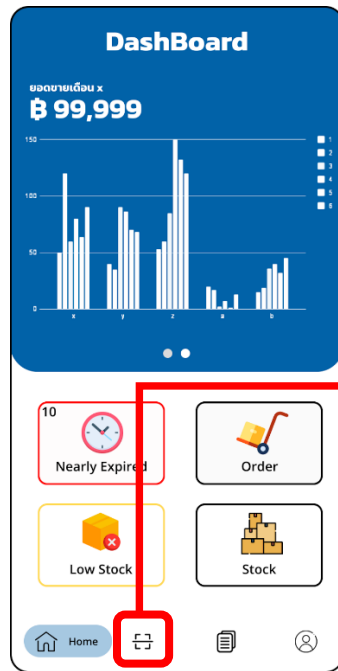 DashBoard
ยอดขายเดือน x
฿ 99,999
150
100
50
0
x y z a b
1
2
3
4
5
6
10
Nearly Expired
Order
Low Stock
Stock
Home